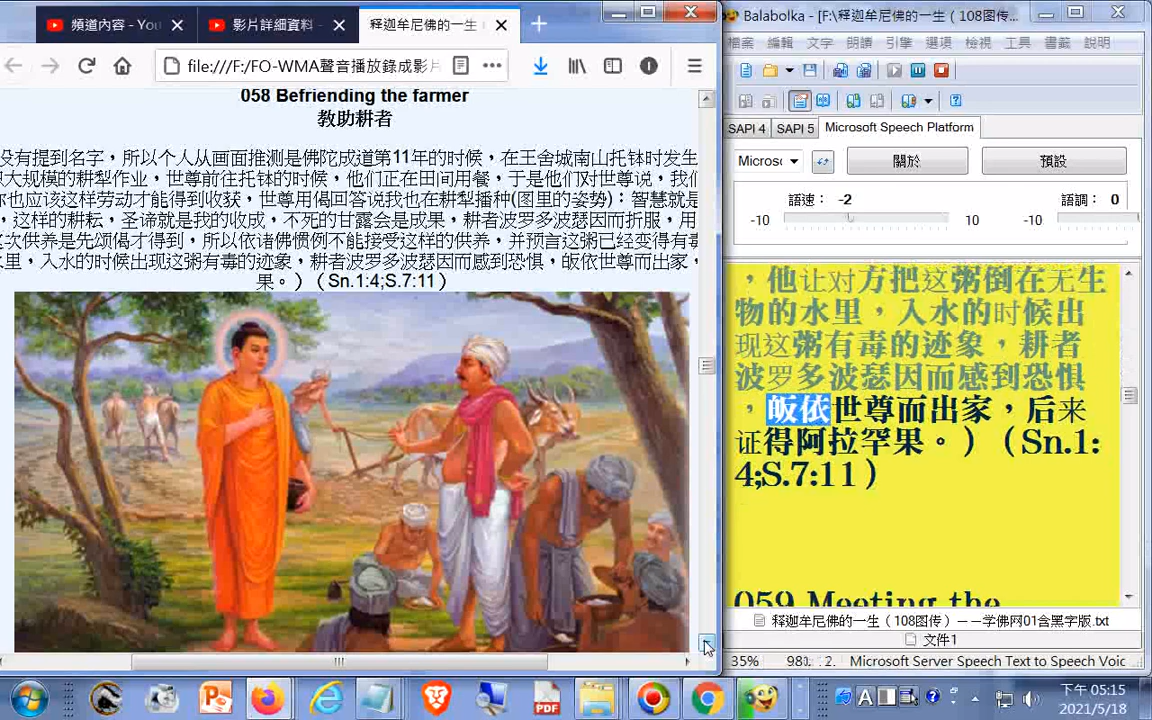 頻道內容 - You
影片詳細資料 -
释迦牟尼佛的一生
file:///F:/FO-WMA聲音播放錄成影片
058 Befriending the farmer
教助耕者
没有提到名字，所以个人从画面推测是佛陀成道第11年的时候，在王舍城南山托钵时发生
大规模的耕犁作业，世尊前往托钵的时候，他们正在田间用餐，于是他们对世尊说，我们
你也应该这样劳动才能得到收获，世尊用偈回答说我也在耕犁播种(图里的姿势)：智慧就是
，这样的耕耘，圣谛就是我的收成，不死的甘露会是成果，耕者波罗多波瑟因而折服，用
这次供养是先颂偈才得到，所以依诸佛惯例不能接受这样的供养，并预言这粥已经变得有毒
水里，入水的时候出现这粥有毒的迹象，耕者波罗多波瑟因而感到恐惧，皈依世尊而出家，
果。）（Sn.1:4;S.7:11）
Balabolka - [F:\释迦牟尼佛的一生（108图传）...
檔案 編輯 文字 朗讀 引擎 選項 檢視 工具 書籤 說明
SAPI 4 SAPI 5 Microsoft Speech Platform
Micros 關於 預設
語速： -2 語調： 0
-10 10 -10
，他让对方把这粥倒在无生
物的水里，入水的时候出
现这粥有毒的迹象，耕者
波罗多波瑟因而感到恐惧
，皈依世尊而出家，后来
证得阿拉罕果。）（Sn.1:
4;S.7:11）
059 Meeting the
释迦牟尼佛的一生（108图传）——学佛网01含黑字版.txt
文件1
35% 2. Microsoft Server Speech Text to Speech Voic
下午 05:15
2021/5/18